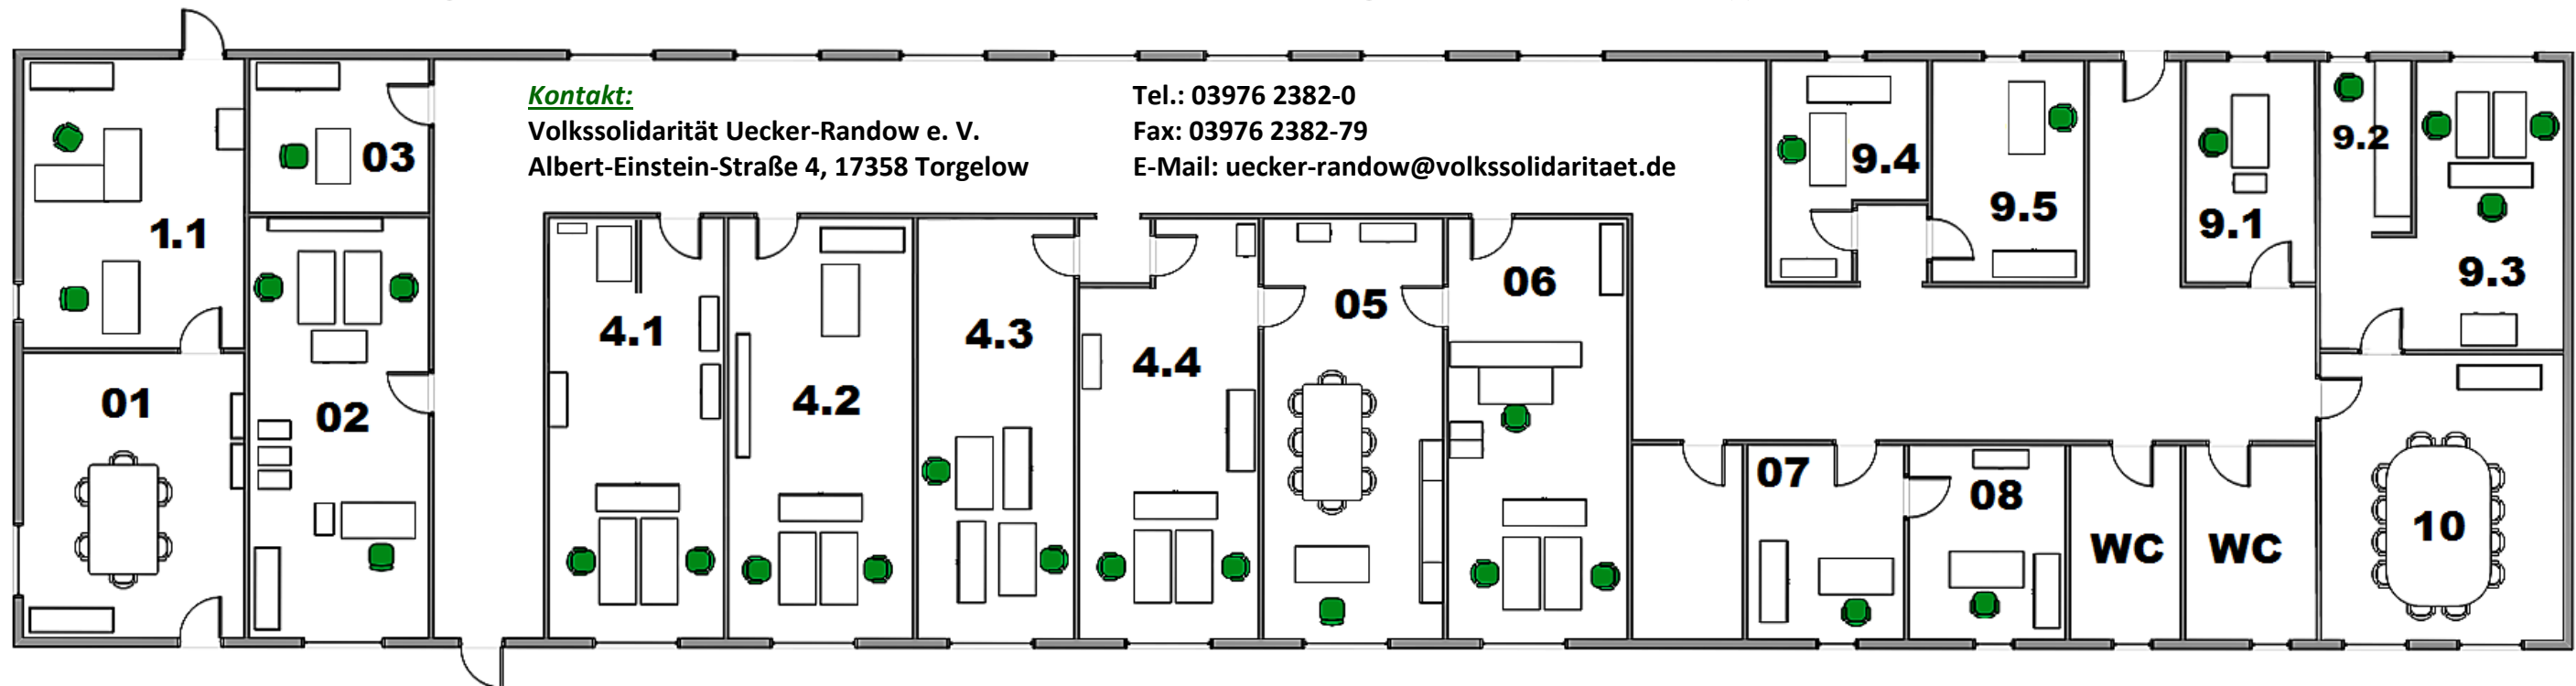 Kontakt:
Volkssolidarität Uecker-Randow e. V.
Albert-Einstein-Straße 4, 17358 Torgelow
Tel.: 03976 2382-0
Fax: 03976 2382-79
E-Mail: uecker-randow@volkssolidaritaet.de
1.1
03
01
02
4.1
4.2
4.3
4.4
05
06
07
08
WC
WC
9.4
9.5
9.1
9.2
9.3
10